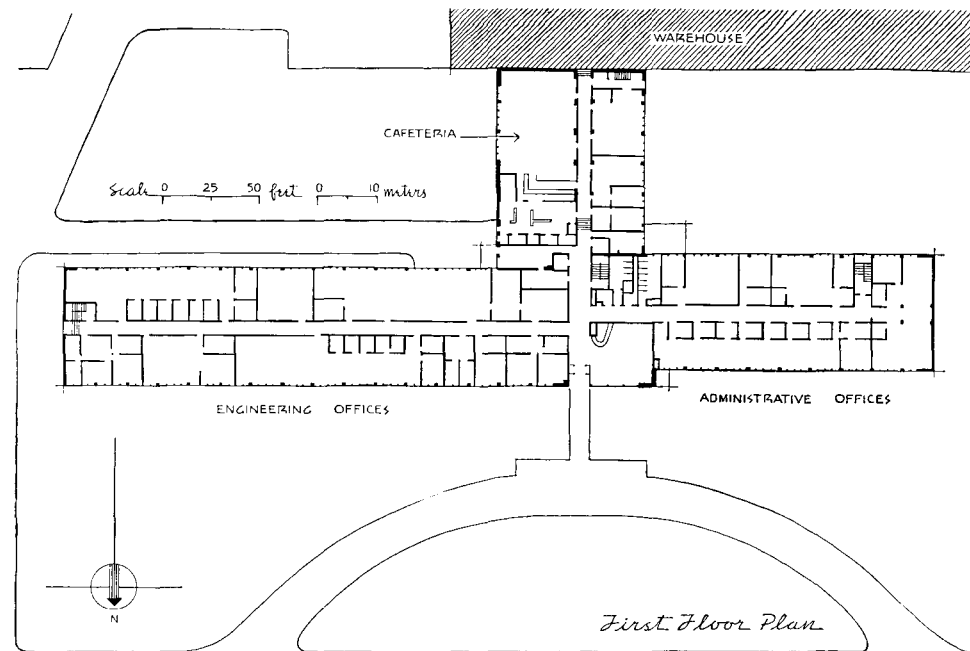 WAREHOUSE
CAFETERIA
Scale 0 25 50 feet 0 10 meters
ENGINEERING OFFICES
ADMINISTRATIVE OFFICES
N
First Floor Plan